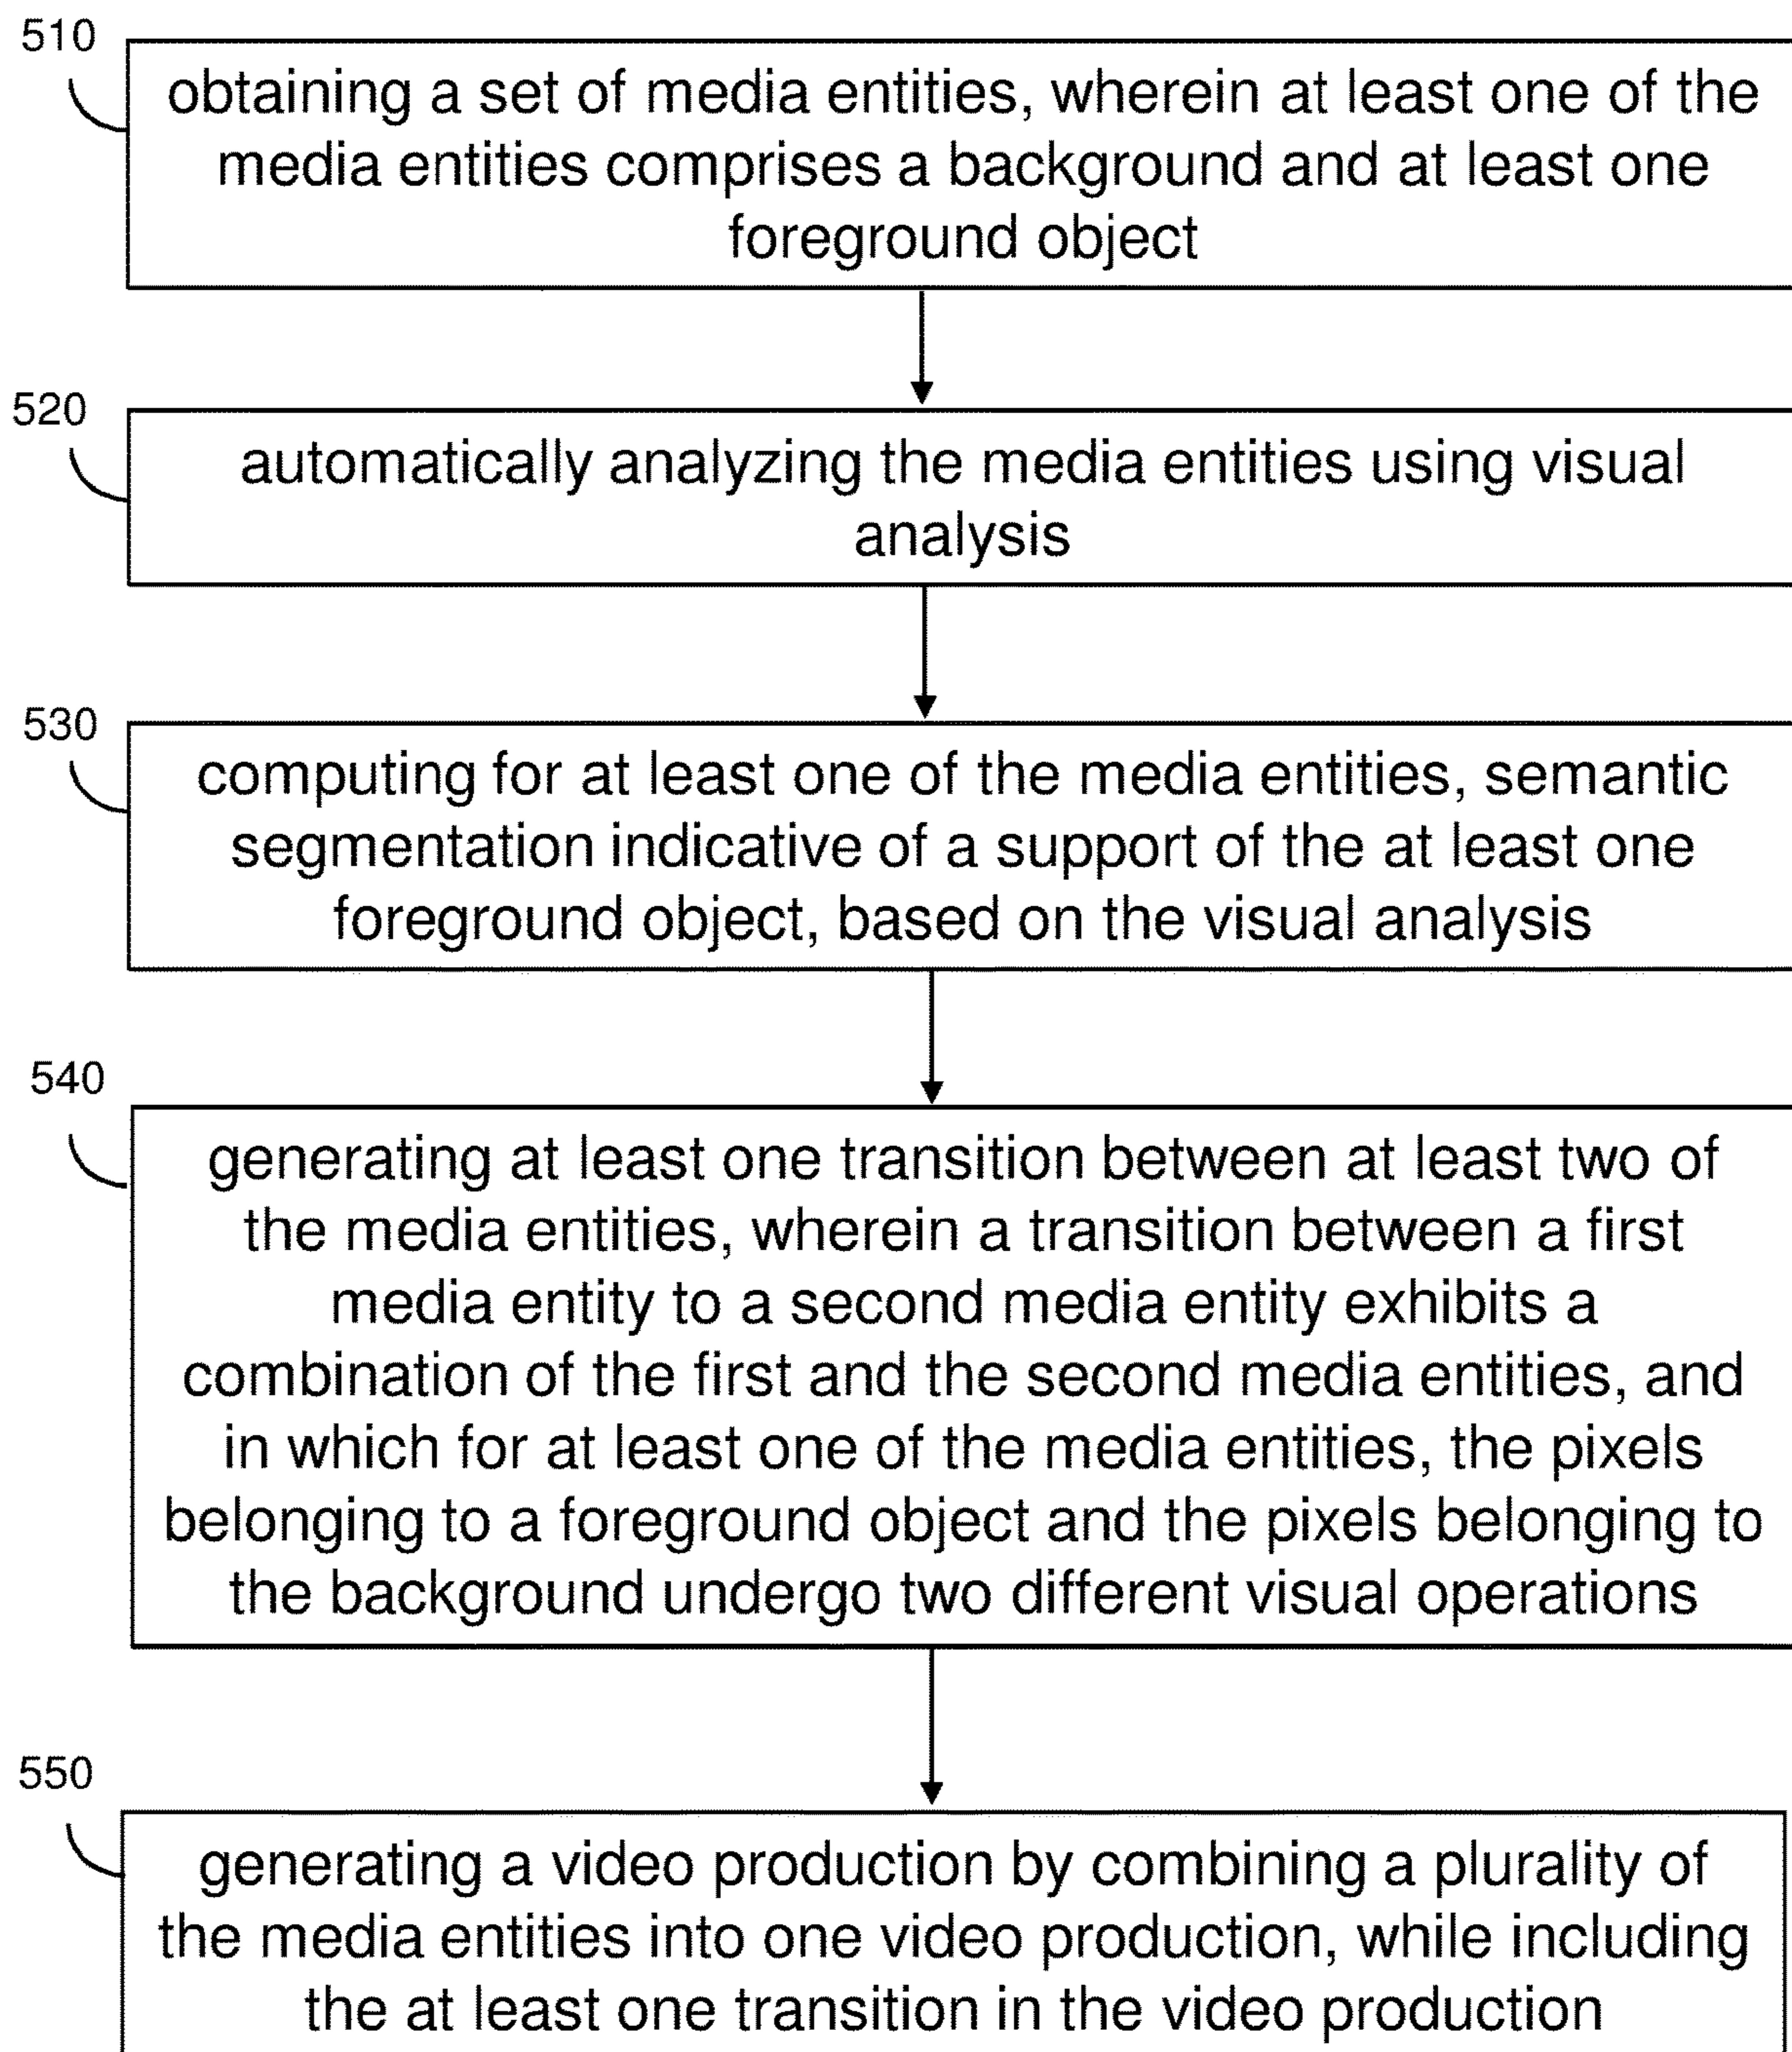 510
obtaining a set of media entities, wherein at least one of the
media entities comprises a background and at least one
foreground object
520
automatically analyzing the media entities using visual
analysis
530
computing for at least one of the media entities, semantic
segmentation indicative of a support of the at least one
foreground object, based on the visual analysis
540
generating at least one transition between at least two of
the media entities, wherein a transition between a first
media entity to a second media entity exhibits a
combination of the first and the second media entities, and
in which for at least one of the media entities, the pixels
belonging to a foreground object and the pixels belonging to
the background undergo two different visual operations
550
generating a video production by combining a plurality of
the media entities into one video production, while including
the at least one transition in the video production